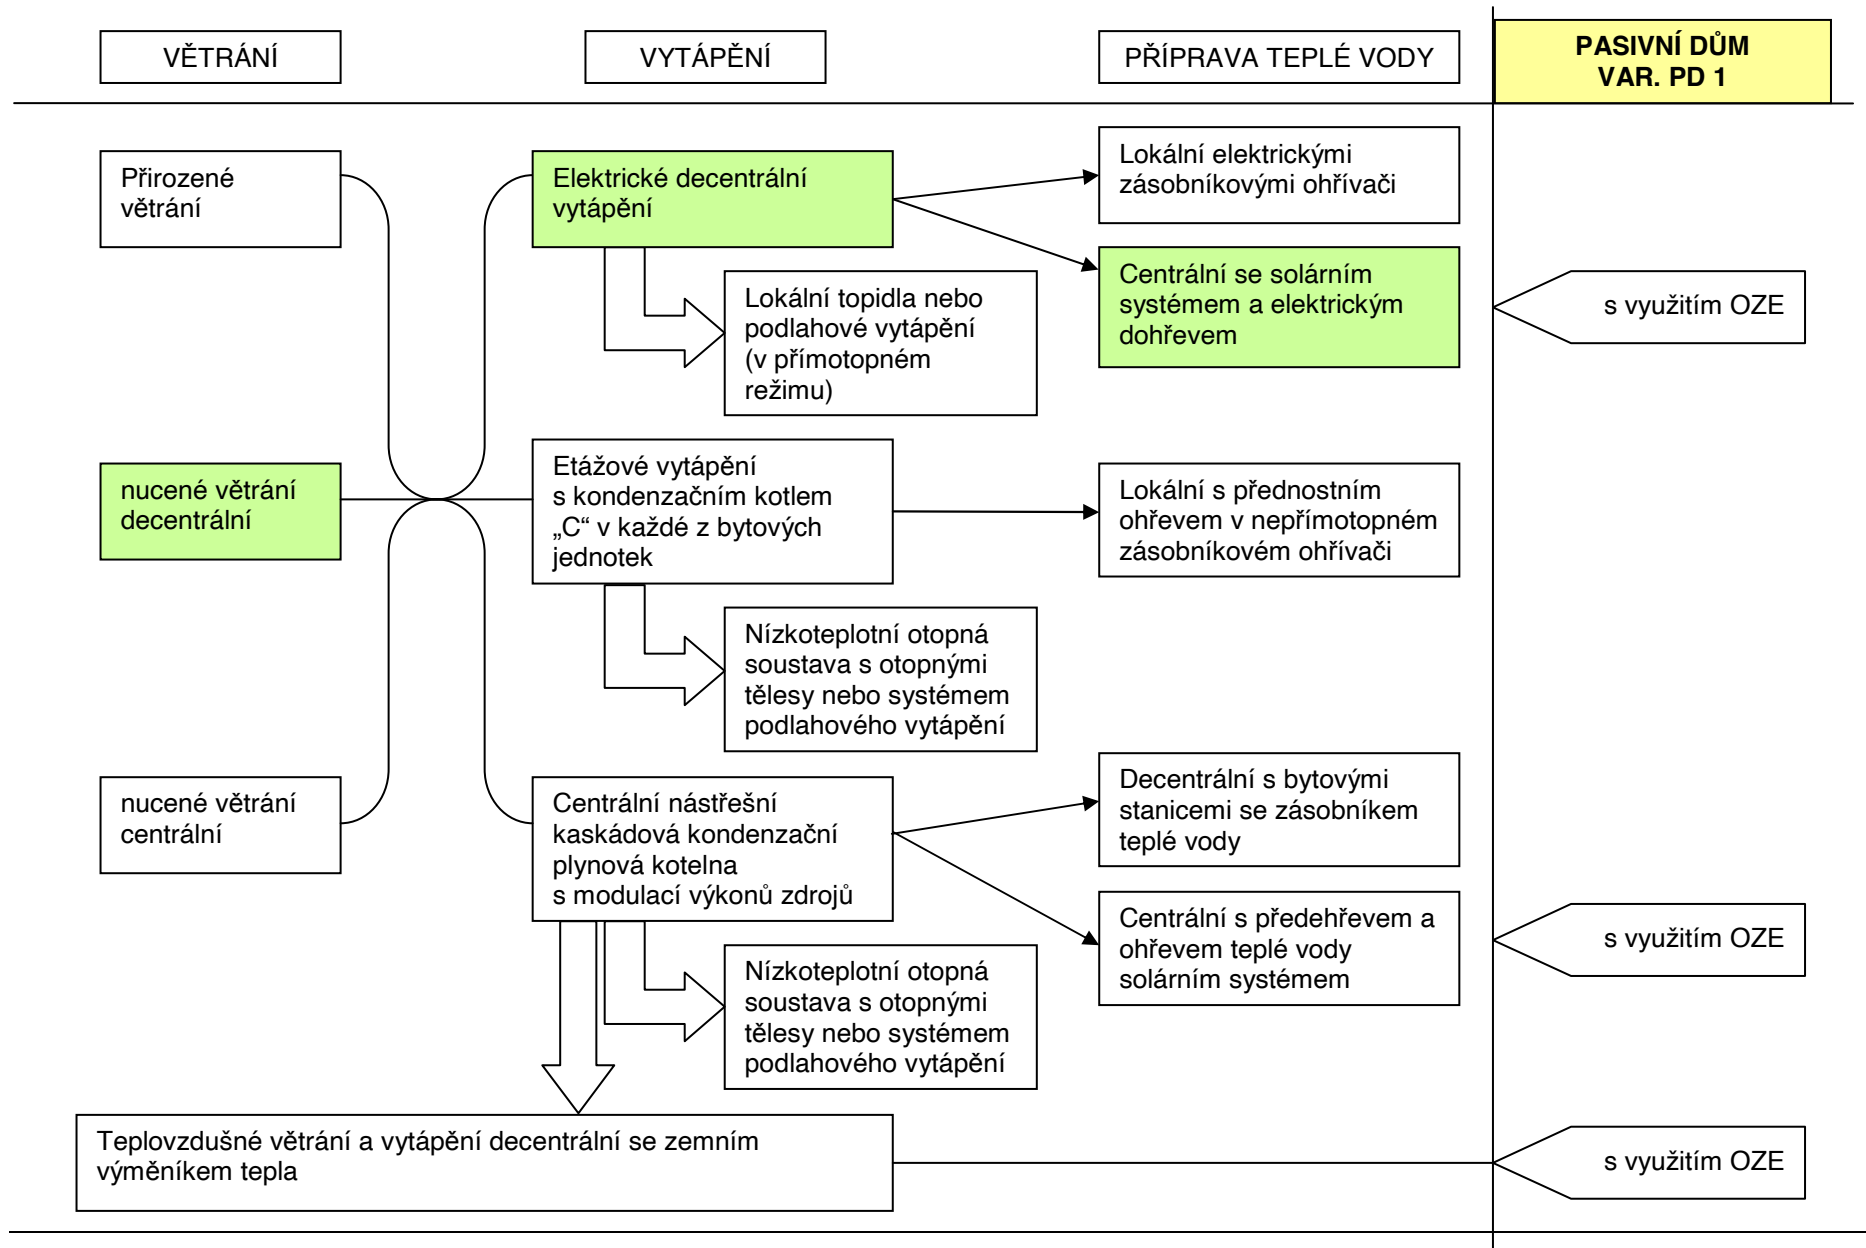 VĚTRÁNÍ
VYTÁPĚNÍ
PŘÍPRAVA TEPLÉ VODY
PASIVNÍ DŮM
VAR. PD 1
Přirozené
větrání
Elektrické decentrální
vytápění
Lokální elektrickými
zásobníkovými ohřívači
Centrální se solárním
systémem a elektrickým
dohřevem
s využitím OZE
Lokální topidla nebo
podlahové vytápění
(v přímotopném
režimu)
nucené větrání
decentrální
Etážové vytápění
s kondenzačním kotlem
„C“ v každé z bytových
jednotek
Lokální s přednostním
ohřevem v nepřímotopném
zásobníkovém ohřívači
Nízkoteplotní otopná
soustava s otopnými
tělesy nebo systémem
podlahového vytápění
nucené větrání
centrální
Centrální nástřešní
kaskádová kondenzační
plynová kotelna
s modulací výkonů zdrojů
Decentrální s bytovými
stanicemi se zásobníkem
teplé vody
Centrální s předehřevem a
ohřevem teplé vody
solárním systémem
s využitím OZE
Nízkoteplotní otopná
soustava s otopnými
tělesy nebo systémem
podlahového vytápění
Teplovzdušné větrání a vytápění decentrální se zemním
výměníkem tepla
s využitím OZE